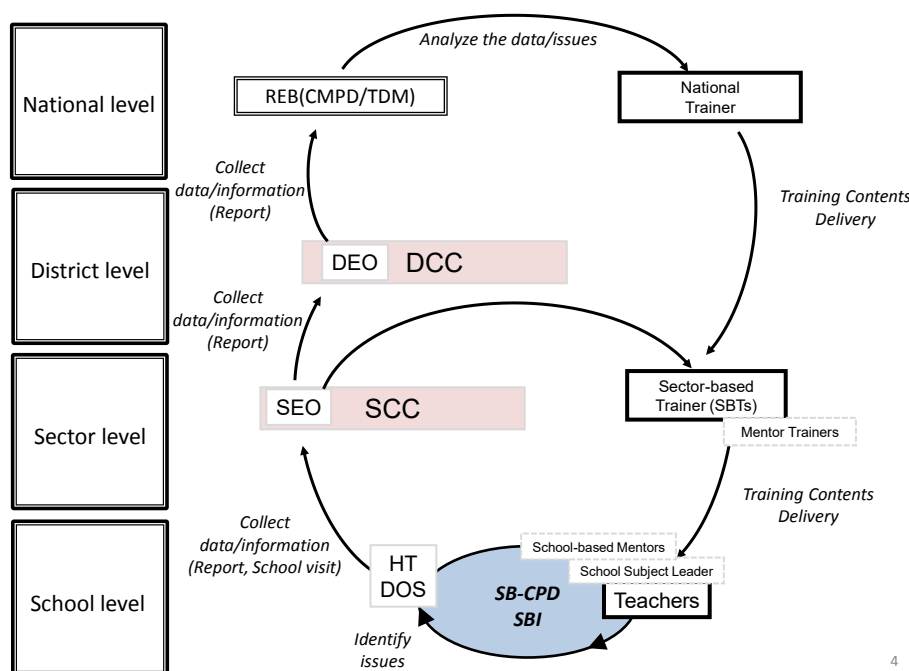 Analyze the data/issues
National level
REB(CMPD/TDM)
National
Trainer
Collect
data/information
(Report)
Training Contents
Delivery
District level
DEO
DCC
Collect
data/information
(Report)
Sector level
SEO
SCC
Sector-based
Trainer (SBTs)
Mentor Trainers
Training Contents
Delivery
Collect
data/information
(Report, School visit)
School level
HT
DOS
SB-CPD
SBI
School-based Mentors
School Subject Leader
Teachers
Identify
issues
4